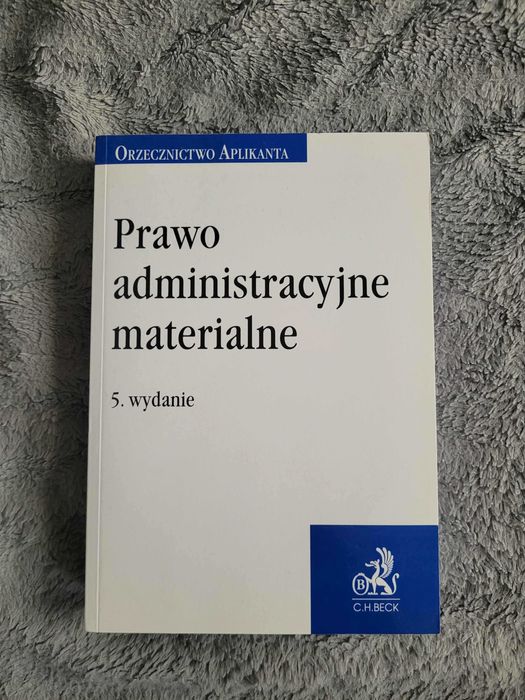 Orzecznictwo Aplikanta
Prawo
administracyjne
materialne
5. wydanie
B
C.H.BECK